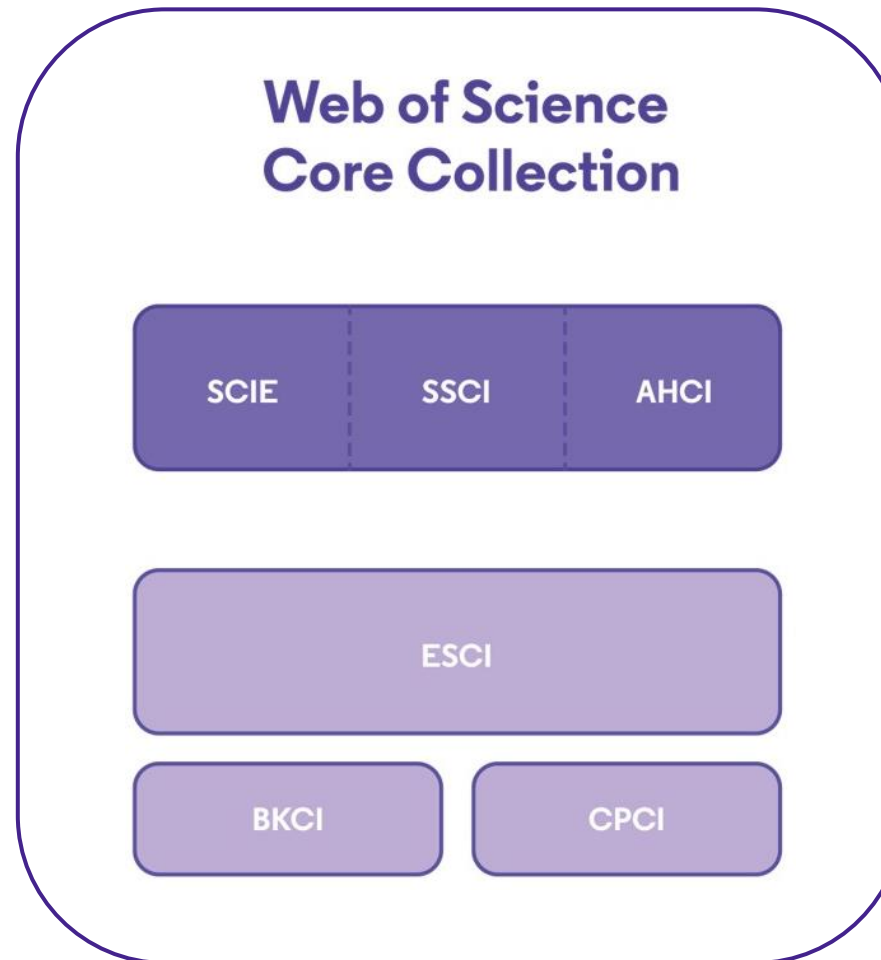 Web of Science
Core Collection
SCIE SSCI AHCI
ESCI
BKCI CPCI